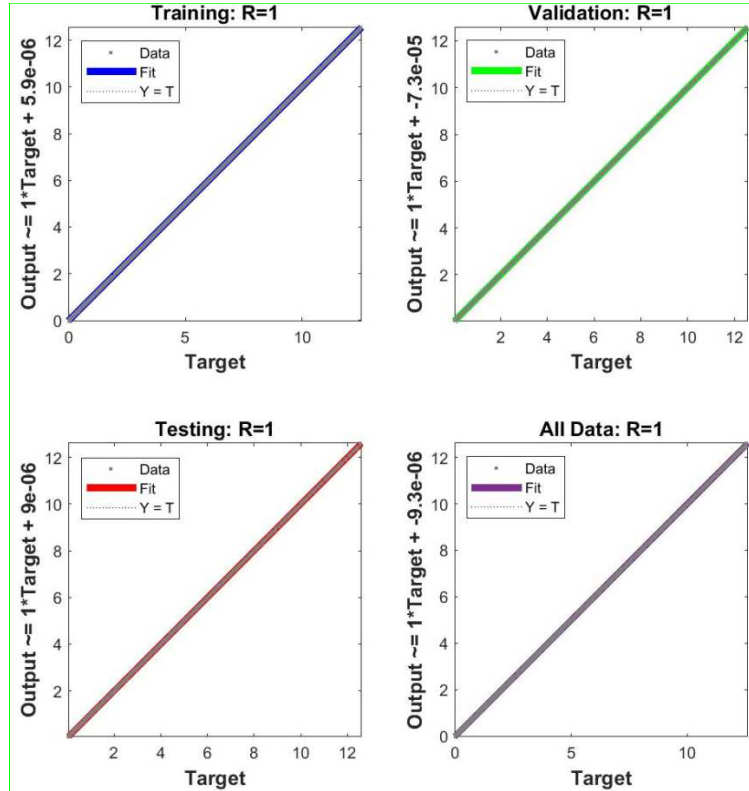 Training: R=1
Output ~= 1*Target + 5.9e-06
12
10
8
6
4
2
0
Data
Fit
Y = T
0 5 10
Target
Validation: R=1
Output ~= 1*Target + -7.3e-05
12
10
8
6
4
2
Data
Fit
Y = T
2 4 6 8 10 12
Target
Testing: R=1
Output ~= 1*Target + 9e-06
12
10
8
6
4
2
Data
Fit
Y = T
2 4 6 8 10 12
Target
All Data: R=1
Output ~= 1*Target + -9.3e-06
12
10
8
6
4
2
0
Data
Fit
Y = T
0 5 10
Target